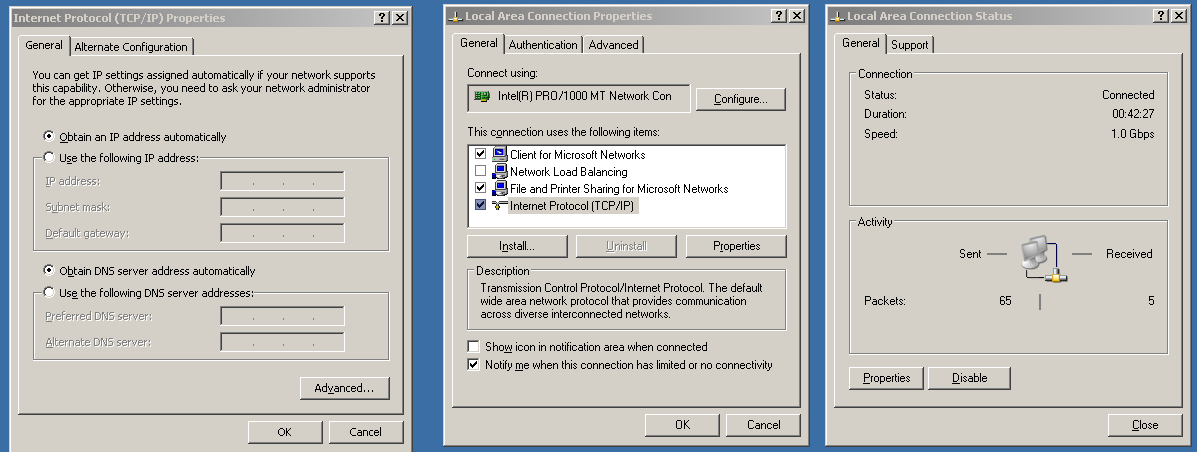 Internet Protocol (TCP/IP) Properties
General
Alternate Configuration
You can get IP settings assigned automatically if your network supports
this capability. Otherwise, you need to ask your network administrator
for the appropriate IP settings.
Obtain an IP address automatically
Use the following IP address:
IP address:
Subnet mask:
Default gateway:
Obtain DNS server address automatically
Use the following DNS server addresses:
Preferred DNS server:
Alternate DNS server:
Advanced...
OK
Cancel
Local Area Connection Properties
General
Authentication
Advanced
Connect using:
Intel(R) PRO/1000 MT Network Con
Configure...
This connection uses the following items:
Client for Microsoft Networks
Network Load Balancing
File and Printer Sharing for Microsoft Networks
Internet Protocol (TCP/IP)
Install...
Uninstall
Properties
Description
Transmission Control Protocol/Internet Protocol. The default
wide area network protocol that provides communication
across diverse interconnected networks.
Show icon in notification area when connected
Notify me when this connection has limited or no connectivity
OK
Cancel
Local Area Connection Status
General
Support
Connection
Status: Connected
Duration: 00:42:27
Speed: 1.0 Gbps
Activity
Sent
Received
Packets: 65 5
Properties
Disable
Close